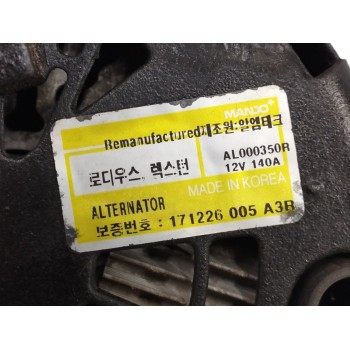 MANDO
Remanufactured제조원:알엠테크
로디우스, 렉스턴
AL000350R
12V 140A
MADE IN KOREA
ALTERNATOR
보증번호 : 171226 005 A3R